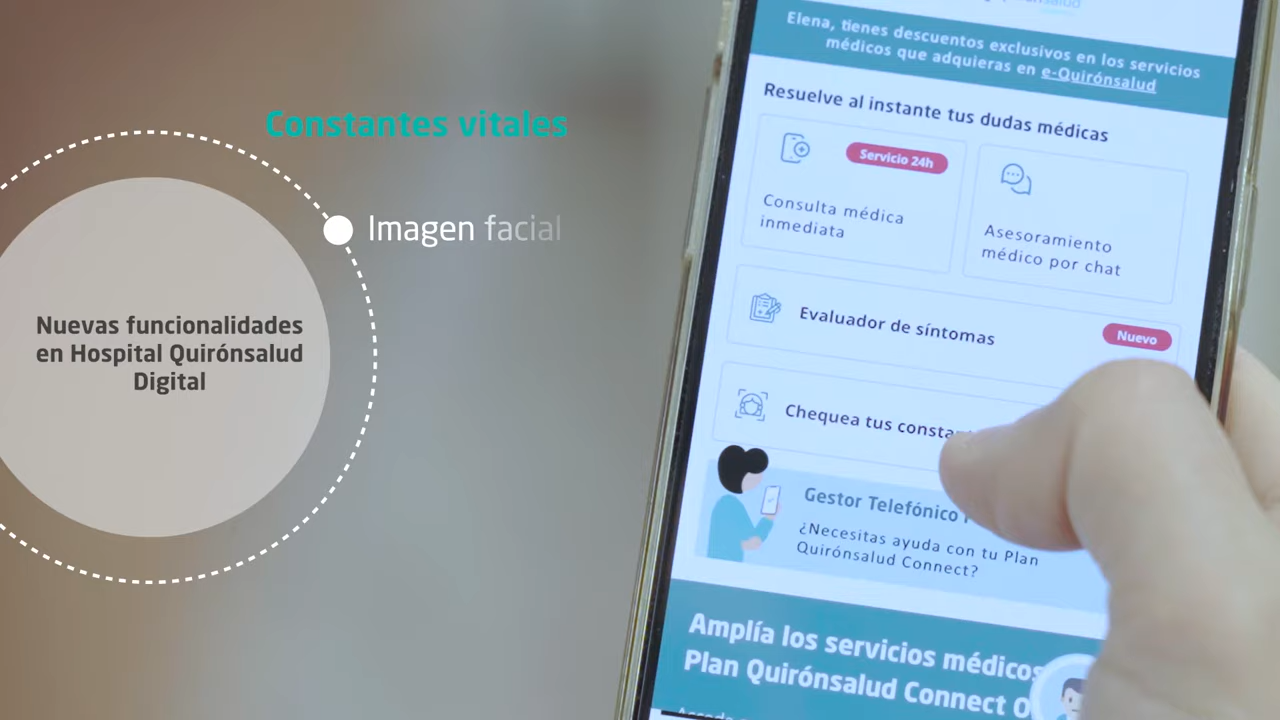 Constantes vitales
Imagen facial
Nuevas funcionalidades
en Hospital Quirónsalud
Digital
Elena, tienes descuentos exclusivos en los servicios
médicos que adquieras en e-Quirónsalud
Resuelve al instante tus dudas médicas
Servicio 24h
Consulta médica
inmediata
Asesoramiento
médico por chat
Evaluador de síntomas
Nuevo
Chequea tus
Gestor Telefónico
¿Necesitas ayuda con tu Plan
Quirónsalud Connect?
Amplía los servicios médicos
Plan Quirónsalud Connect